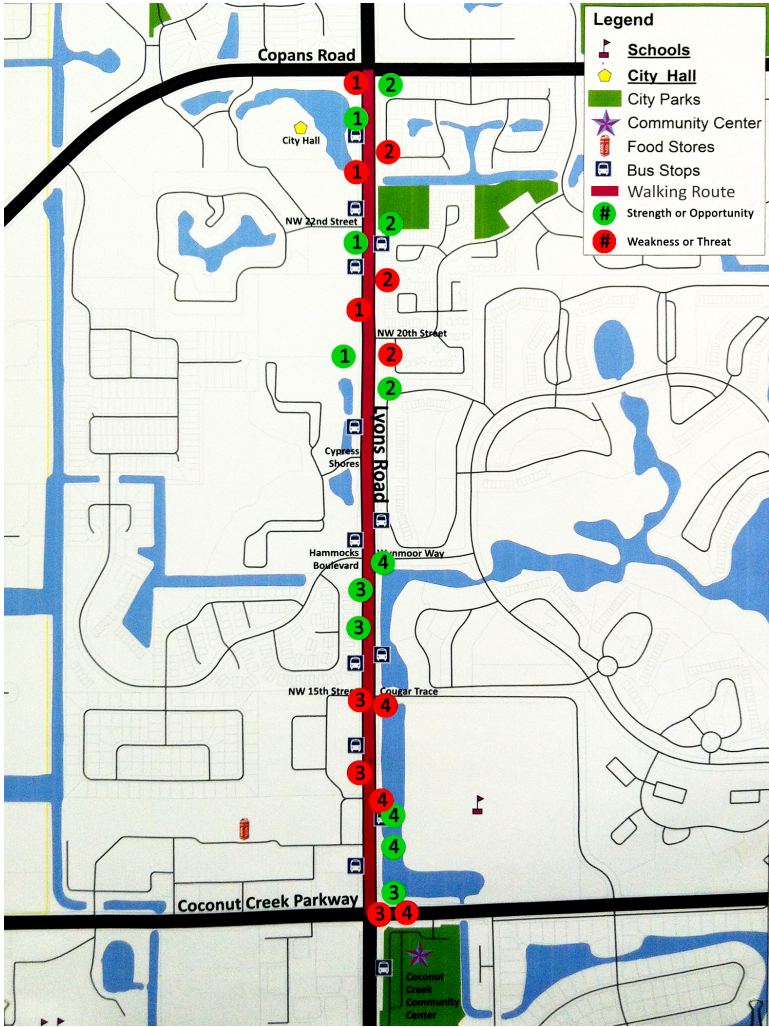 Copans Road
Legend
Schools
City Hall
City Parks
Community Center
Food Stores
Bus Stops
Walking Route
# Strength or Opportunity
# Weakness or Threat
1
2
1
City Hall
2
1
NW 22nd Street
2
1
2
1
NW 20th Street
1
2
2
Lyons Road
Cypress
Shores
Hammocks
Boulevard
Wynmoor Way
4
3
3
NW 15th Street
Cougar Trace
3
4
3
4
4
4
Coconut Creek Parkway
3
3
4
Coconut
Creek
Community
Center